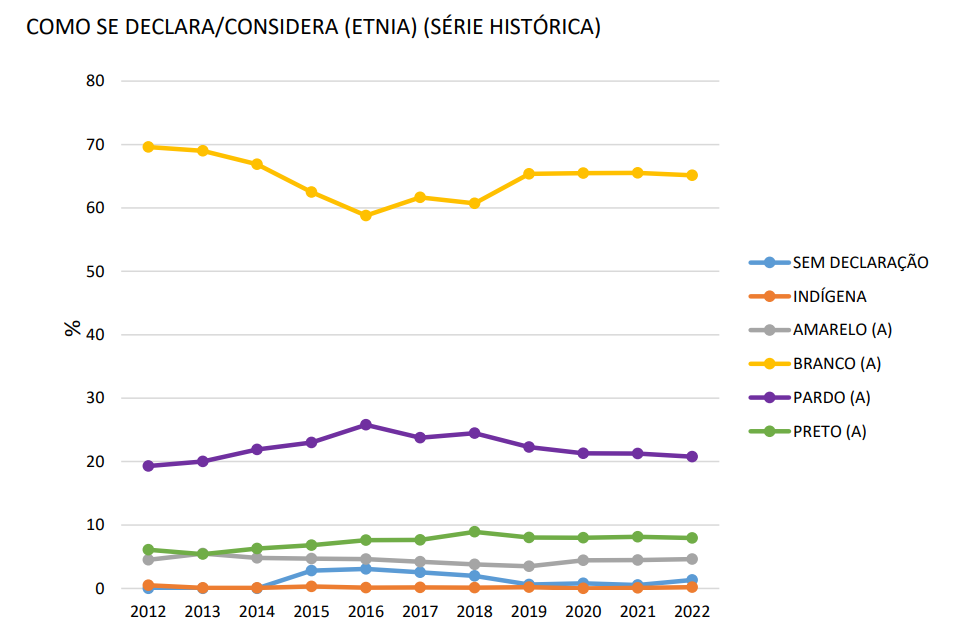 COMO SE DECLARA/CONSIDERA (ETNIA) (SÉRIE HISTÓRICA)
80
70
60
50
40
30
20
10
0
%
2012 2013 2014 2015 2016 2017 2018 2019 2020 2021 2022
SEM DECLARAÇÃO
INDÍGENA
AMARELO (A)
BRANCO (A)
PARDO (A)
PRETO (A)